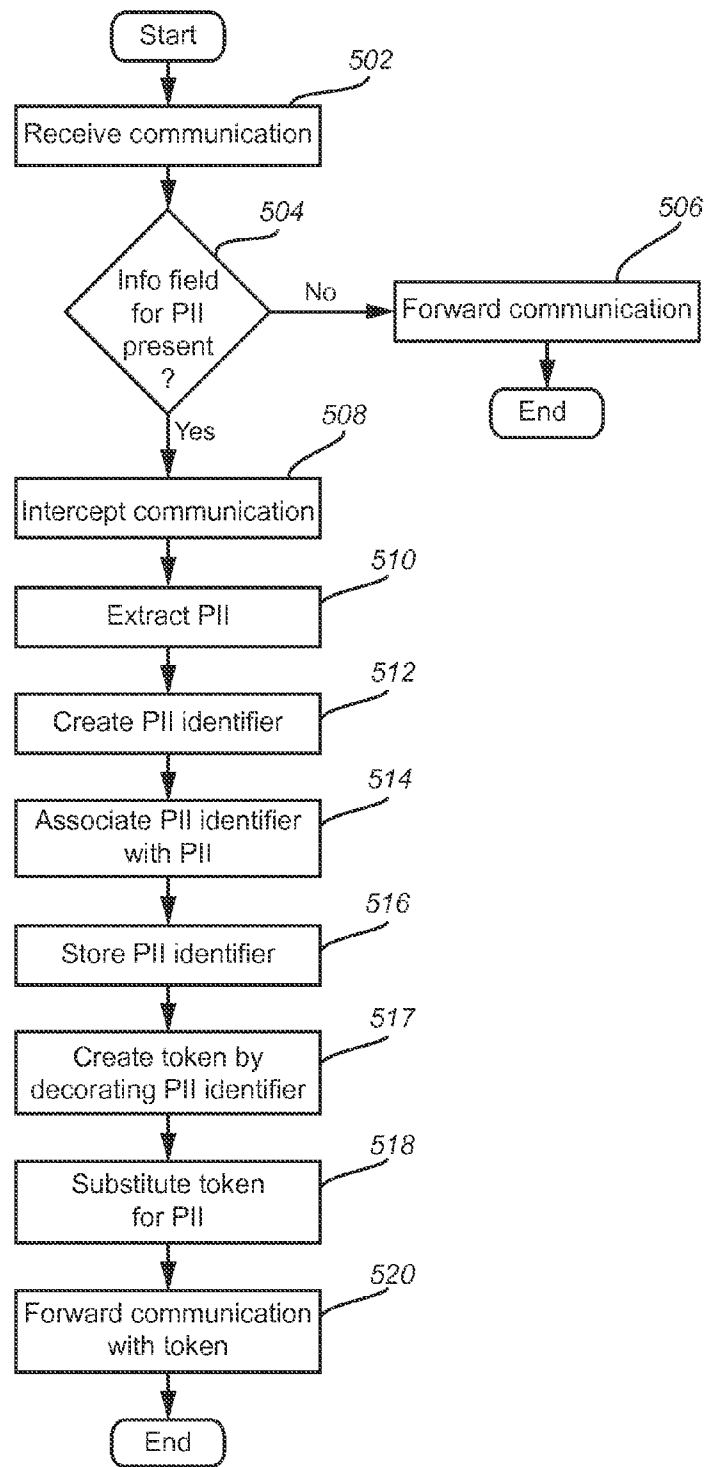 Start
502
Receive communication
504
Info field
for PII
present
?
No
506
Forward communication
End
Yes
508
Intercept communication
510
Extract PII
512
Create PII identifier
514
Associate PII identifier
with PII
516
Store PII identifier
517
Create token by
decorating PII identifier
518
Substitute token
for PII
520
Forward communication
with token
End